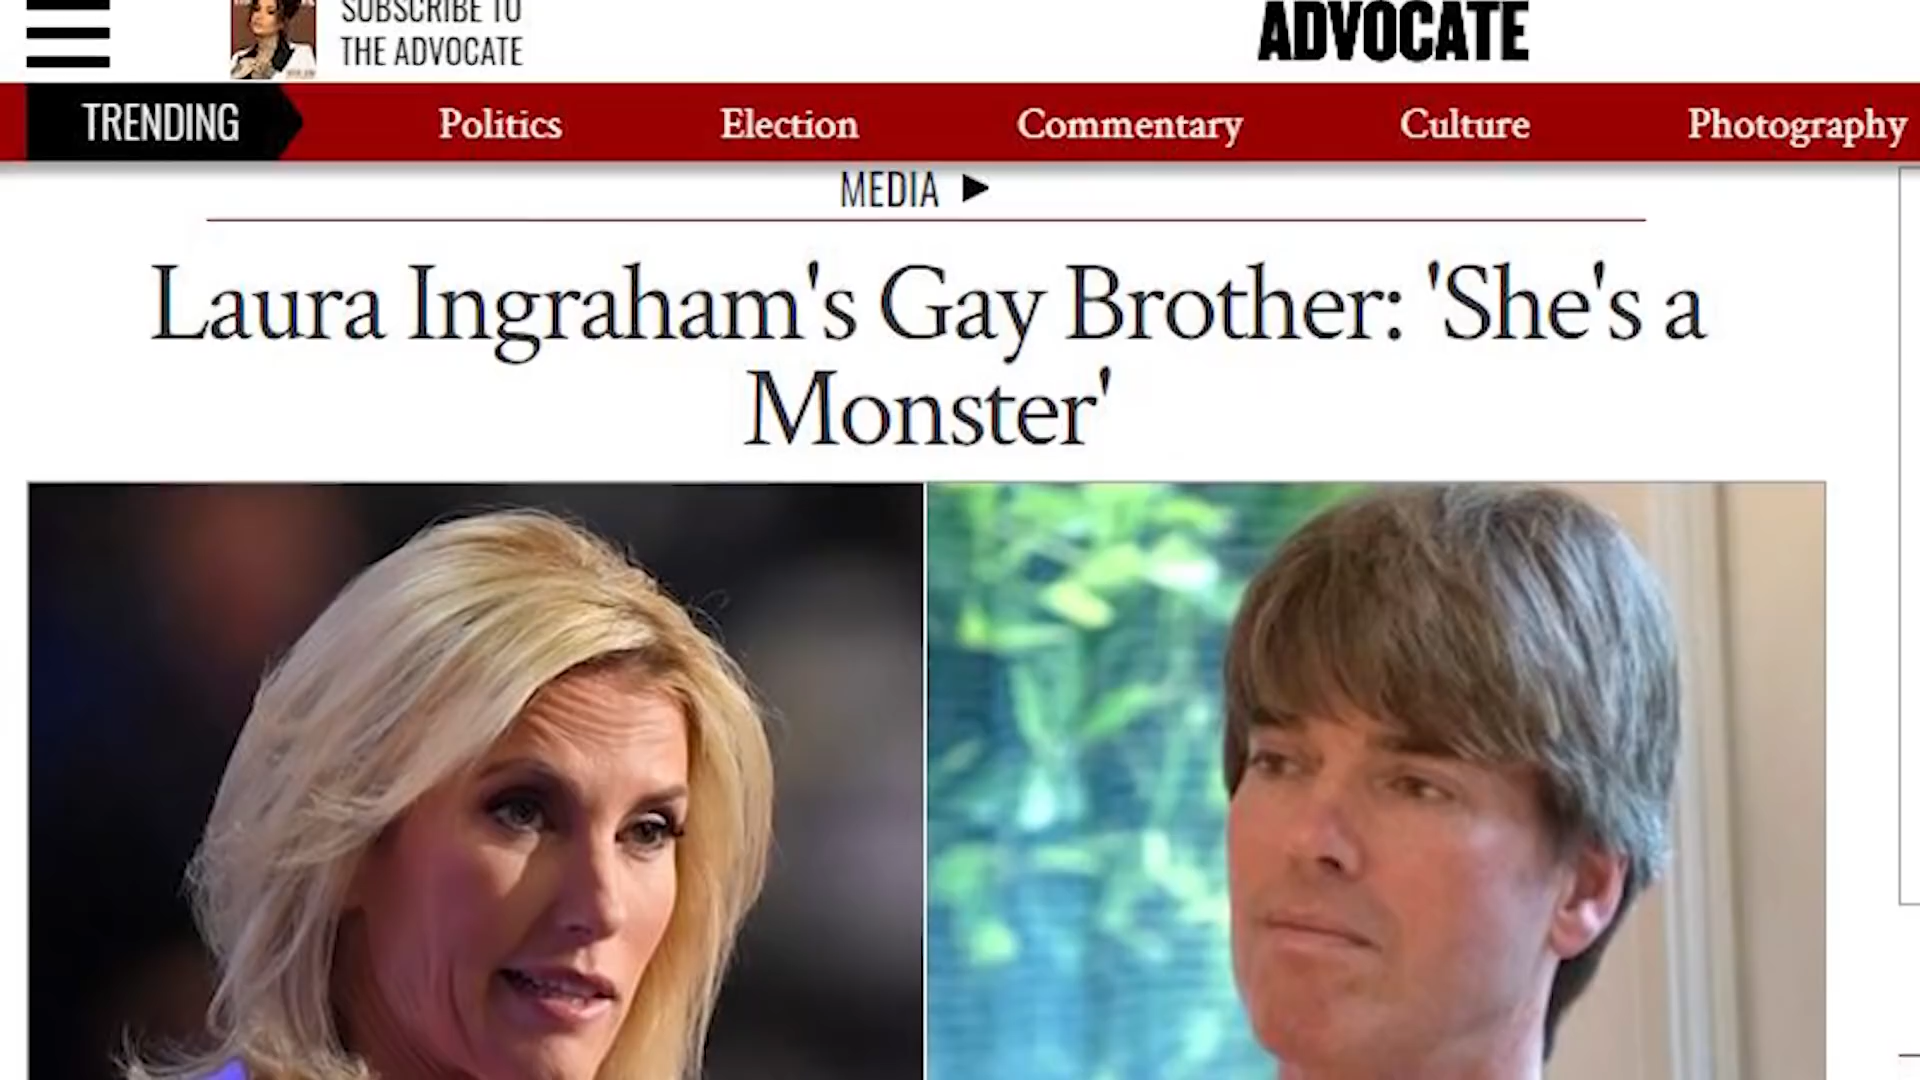 SUBSCRIBE TO
THE ADVOCATE
ADVOCATE
TRENDING
Politics
Election
Commentary
Culture
Photography
MEDIA
Laura Ingraham's Gay Brother: 'She's a
Monster'